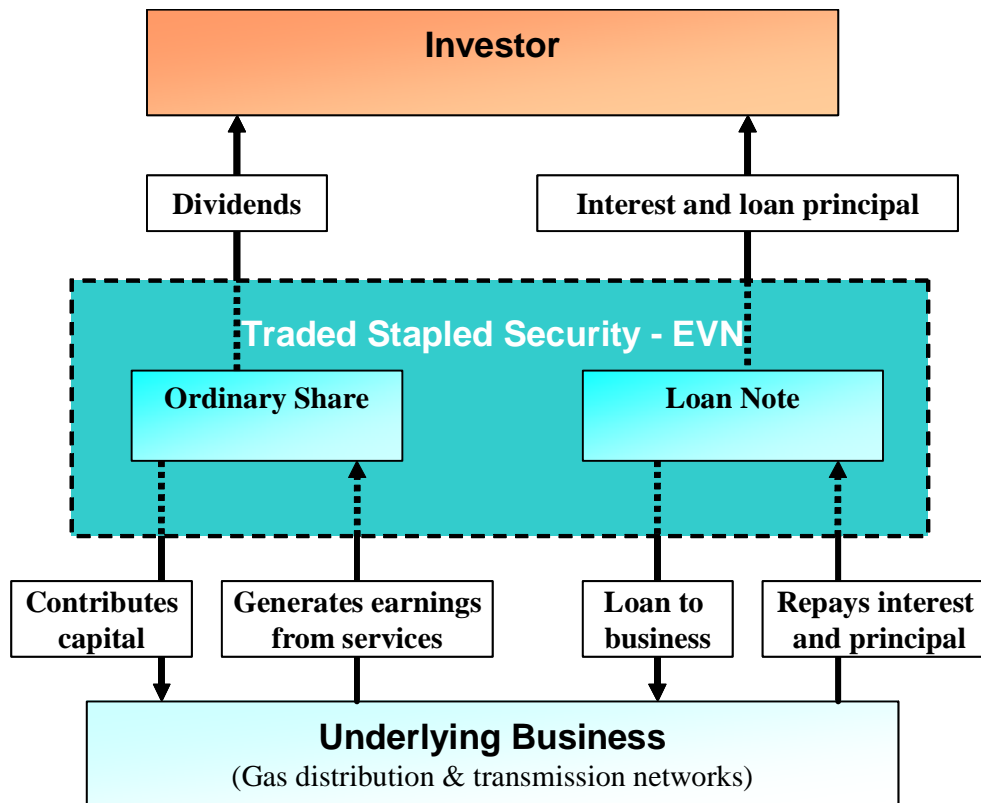 Investor
Dividends
Interest and loan principal
Traded Stapled Security - EVN
Ordinary Share
Loan Note
Contributes
capital
Generates earnings
from services
Loan to
business
Repays interest
and principal
Underlying Business
(Gas distribution & transmission networks)